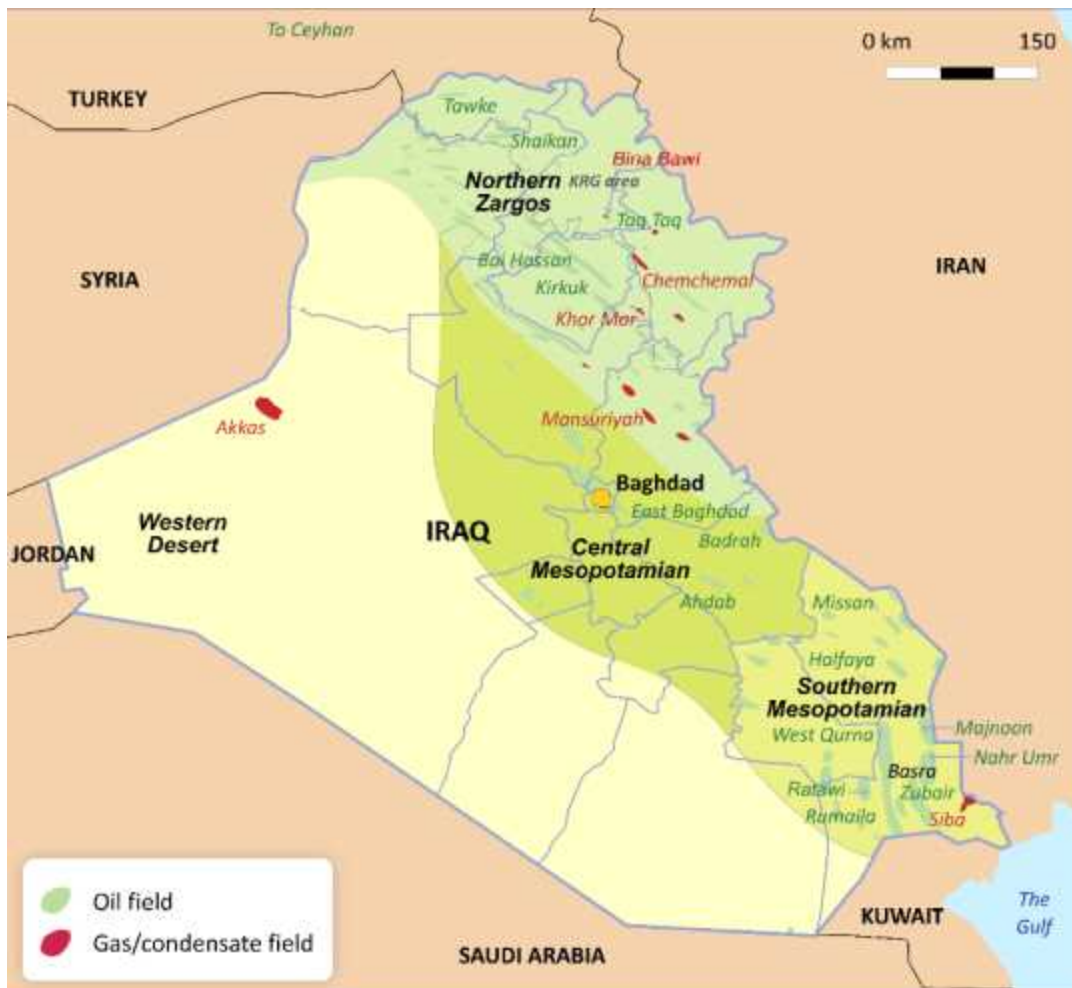 To Ceyhan
0 km 150
TURKEY
Tawke
Shaikan
Bina Bawi
Northern KRG area
Zargos
Taq Taq
SYRIA
Bai Hassan
IRAN
Chemchemal
Kirkuk
Khor Mor
Akkas
Mansuriyah
Baghdad
East Baghdad
Western
Desert
IRAQ
Badrah
JORDAN
Central
Mesopotamian
Ahdab
Missan
Halfaya
Southern
Mesopotamian
West Qurna
Majnoon
Nahr Umr
Basra
Ratawi
Zubair
Rumaila
Siba
Oil field
Gas/condensate field
KUWAIT
The
Gulf
SAUDI ARABIA